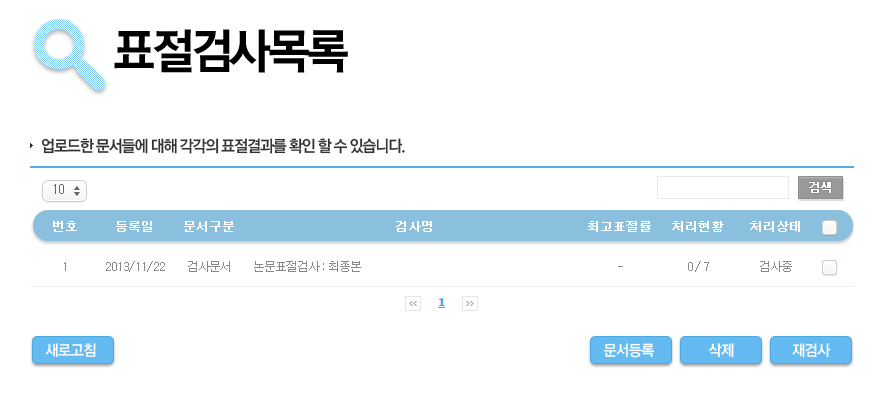 표절검사목록
업로드한 문서들에 대해 각각의 표절결과를 확인 할 수 있습니다.
10 검색
번호 등록일 문서구분 검사명 최고표절률 처리현황 처리상태
1 2013/11/22 검사문서 논문표절검사 : 최종본 - 0/7 검사중
<< 1 >>
새로고침 문서등록 삭제 재검사